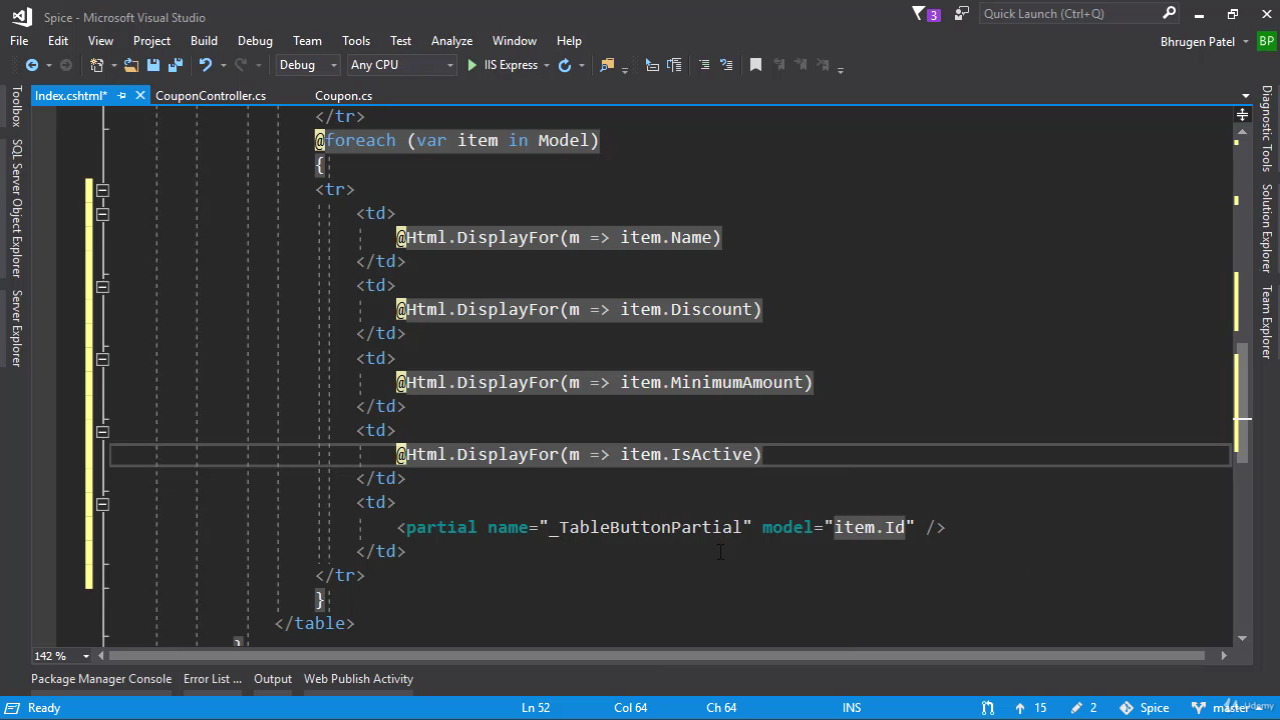 Spice - Microsoft Visual Studio
3
Quick Launch (Ctrl+Q)
File Edit View Project Build Debug Team Tools Test Analyze Window Help
Bhrugen Patel BP
Debug Any CPU IIS Express
Index.cshtml* CouponController.cs Coupon.cs
Toolbox
SQL Server Object Explorer
Server Explorer
Diagnostic Tools
Solution Explorer
Team Explorer
</tr>
@foreach (var item in Model)
{
<tr>
<td>
@Html.DisplayFor(m => item.Name)
</td>
<td>
@Html.DisplayFor(m => item.Discount)
</td>
<td>
@Html.DisplayFor(m => item.MinimumAmount)
</td>
<td>
@Html.DisplayFor(m => item.IsActive)
</td>
<td>
<partial name="_TableButtonPartial" model="item.Id" />
</td>
</tr>
}
</table>
}
142 %
Package Manager Console Error List ... Output Web Publish Activity
Ready Ln 52 Col 64 Ch 64 INS 15 2 Spice master
Udemy